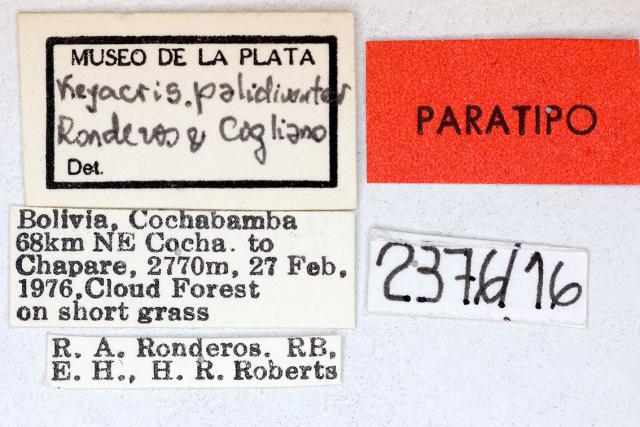 MUSEO DE LA PLATA
Keyacris palidiventer
Ronderos & Cogliano
Det.
PARATIPO
Bolivia, Cochabamba
68km NE Cocha. to
Chapare, 2770m, 27 Feb.
1976,Cloud Forest
on short grass
2376/16
R. A. Ronderos. RB,
E. H., H. R. Roberts